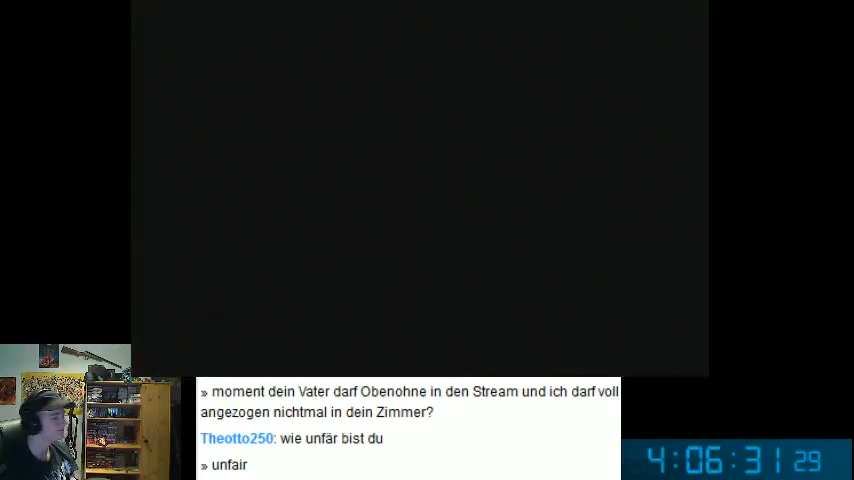 » moment dein Vater darf Obenohne in den Stream und ich darf voll
angezogen nichtmal in dein Zimmer?
Theotto250: wie unfär bist du
» unfair
4:06:31 29